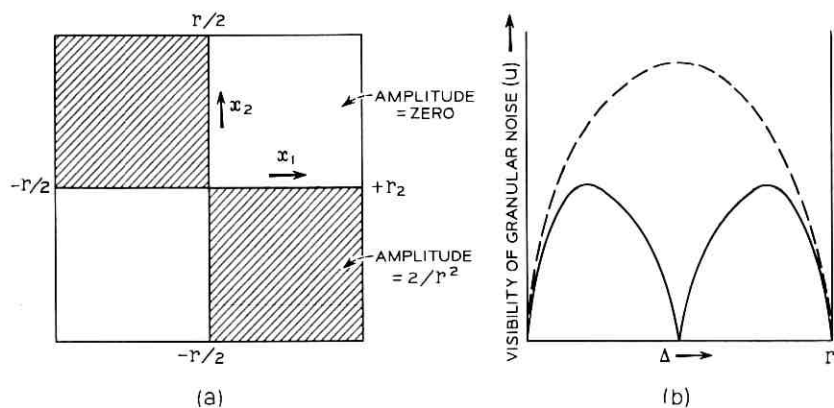 r/2
AMPLITUDE
= ZERO
x₂
x₁
-r/2
+r₂
AMPLITUDE
= 2/r²
-r/2
(a)
VISIBILITY OF GRANULAR NOISE (u)
Δ
r
(b)